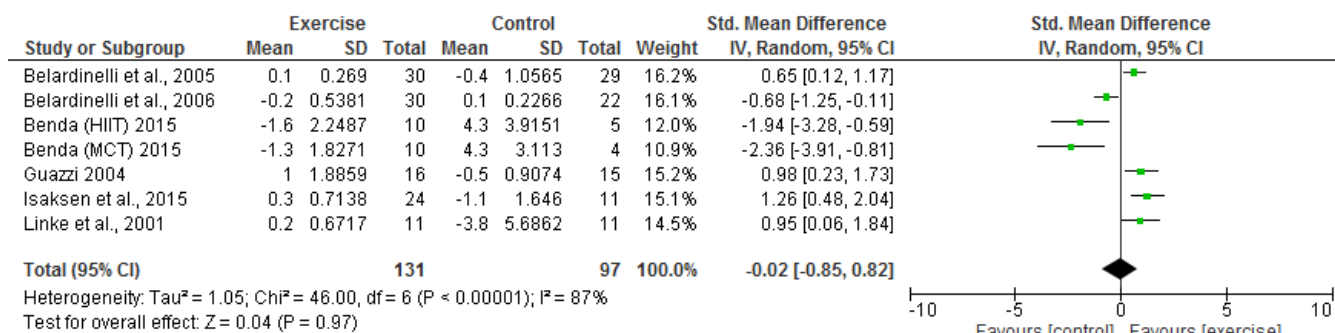 Exercise Control Std. Mean Difference Std. Mean Difference
Study or Subgroup Mean SD Total Mean SD Total Weight IV, Random, 95% CI IV, Random, 95% CI
Belardinelli et al., 2005 0.1 0.269 30 -0.4 1.0565 29 16.2% 0.65 [0.12, 1.17]
Belardinelli et al., 2006 -0.2 0.5381 30 0.1 0.2266 22 16.1% -0.68 [-1.25, -0.11]
Benda (HIIT) 2015 -1.6 2.2487 10 4.3 3.9151 5 12.0% -1.94 [-3.28, -0.59]
Benda (MCT) 2015 -1.3 1.8271 10 4.3 3.113 4 10.9% -2.36 [-3.91, -0.81]
Guazzi 2004 1 1.8859 16 -0.5 0.9074 15 15.2% 0.98 [0.23, 1.73]
Isaksen et al., 2015 0.3 0.7138 24 -1.1 1.646 11 15.1% 1.26 [0.48, 2.04]
Linke et al., 2001 0.2 0.6717 11 -3.8 5.6862 11 14.5% 0.95 [0.06, 1.84]
Total (95% CI) 131 97 100.0% -0.02 [-0.85, 0.82]
Heterogeneity: Tau² = 1.05; Chi² = 46.00, df = 6 (P < 0.00001); I² = 87%
Test for overall effect: Z = 0.04 (P = 0.97)
-10 -5 0 5 10
Favours [control] Favours [exercise]